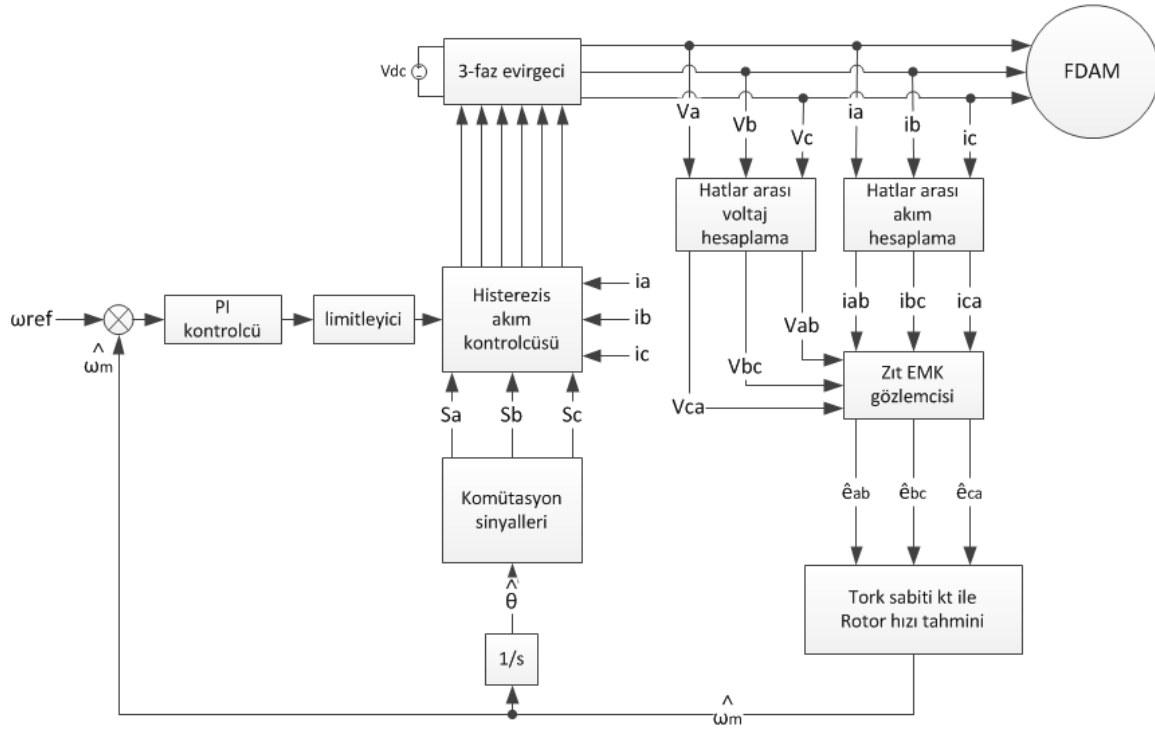 Vdc
3-faz evirgeci
FDAM
Va
Vb
Vc
ia
ib
ic
Hatlar arası
voltaj
hesaplama
Hatlar arası
akım
hesaplama
ωref
PI
kontrolcü
limitleyici
Histerezis
akım
kontrolcüsü
ia
ib
ic
iab
ibc
ica
Vab
Vbc
Vca
Zıt EMK
gözlemcisi
ω̂m
Sa
Sb
Sc
Komütasyon
sinyalleri
êab
êbc
êca
θ̂
Tork sabiti kt ile
Rotor hızı tahmini
1/s
ω̂m